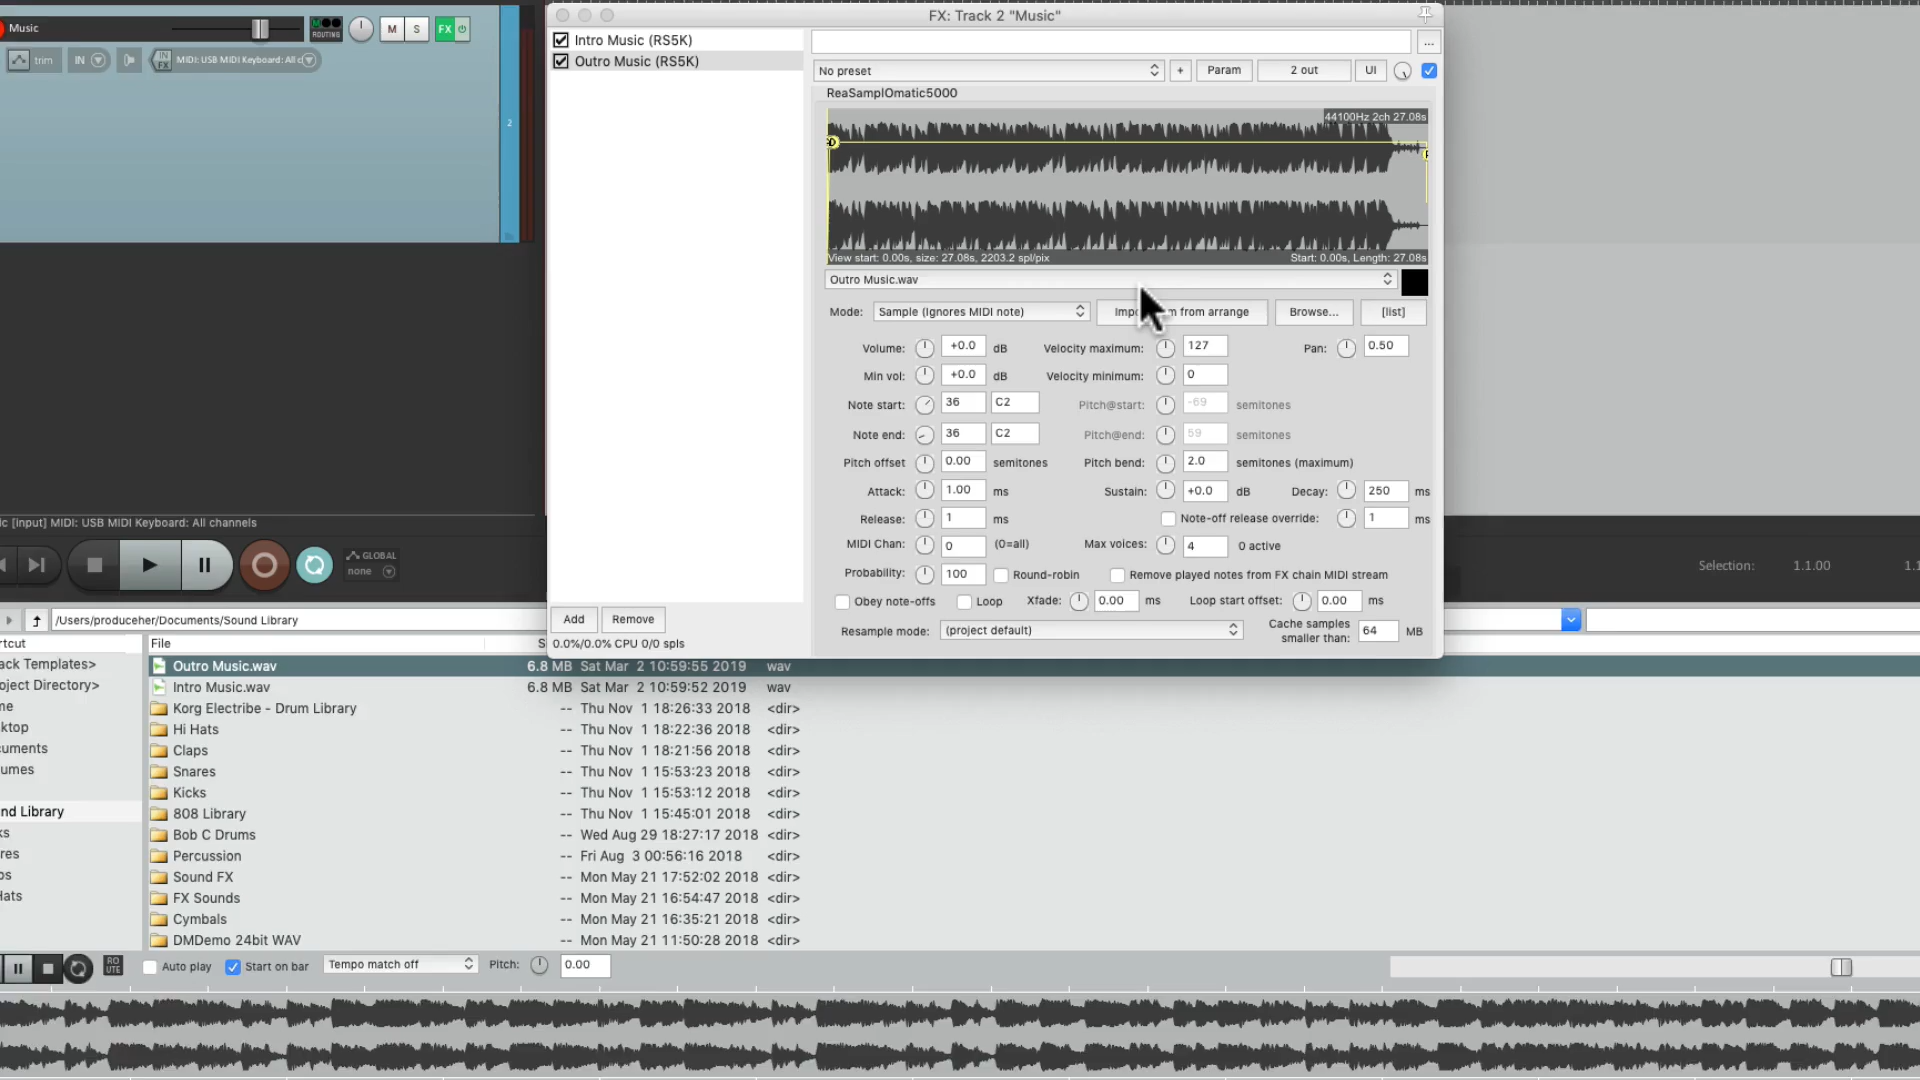 Music
ROUTING
M
S
FX
trim
IN
IN FX
MIDI: USB MIDI Keyboard: All c
2
FX: Track 2 "Music"
Intro Music (RS5K)
Outro Music (RS5K)
...
No preset
+
Param
2 out
UI
ReaSamplOmatic5000
44100Hz 2ch 27.08s
View start: 0.00s, size: 27.08s, 2203.2 spl/pix
Start: 0.00s, Length: 27.08s
Outro Music.wav
Mode:
Sample (Ignores MIDI note)
from arrange
Browse...
[list]
Volume: +0.0 dB
Velocity maximum: 127
Pan: 0.50
Min vol: +0.0 dB
Velocity minimum: 0
Note start: 36 C2
Pitch@start: -69 semitones
Note end: 36 C2
Pitch@end: 59 semitones
Pitch offset 0.00 semitones
Pitch bend: 2.0 semitones (maximum)
Attack: 1.00 ms
Sustain: +0.0 dB
Decay: 250 ms
Release: 1 ms
Note-off release override: 1 ms
MIDI Chan: 0 (0=all)
Max voices: 4 0 active
Probability: 100
Round-robin
Remove played notes from FX chain MIDI stream
Obey note-offs
Loop
Xfade: 0.00 ms
Loop start offset: 0.00 ms
Resample mode: (project default)
Cache samples smaller than: 64 MB
Add
Remove
0.0%/0.0% CPU 0/0 spls
c [input] MIDI: USB MIDI Keyboard: All channels
GLOBAL
none
Selection: 1.1.00
/Users/produceher/Documents/Sound Library
rtcut
File
ack Templates>
oject Directory>
me
ktop
cuments
umes
nd Library
ks
res
ps
Hats
Outro Music.wav 6.8 MB Sat Mar 2 10:59:55 2019 wav
Intro Music.wav 6.8 MB Sat Mar 2 10:59:52 2019 wav
Korg Electribe - Drum Library -- Thu Nov 1 18:26:33 2018 <dir>
Hi Hats -- Thu Nov 1 18:22:36 2018 <dir>
Claps -- Thu Nov 1 18:21:56 2018 <dir>
Snares -- Thu Nov 1 15:53:23 2018 <dir>
Kicks -- Thu Nov 1 15:53:12 2018 <dir>
808 Library -- Thu Nov 1 15:45:01 2018 <dir>
Bob C Drums -- Wed Aug 29 18:27:17 2018 <dir>
Percussion -- Fri Aug 3 00:56:16 2018 <dir>
Sound FX -- Mon May 21 17:52:02 2018 <dir>
FX Sounds -- Mon May 21 16:54:47 2018 <dir>
Cymbals -- Mon May 21 16:35:21 2018 <dir>
DMDemo 24bit WAV -- Mon May 21 11:50:28 2018 <dir>
ROUTE
Auto play
Start on bar
Tempo match off
Pitch: 0.00